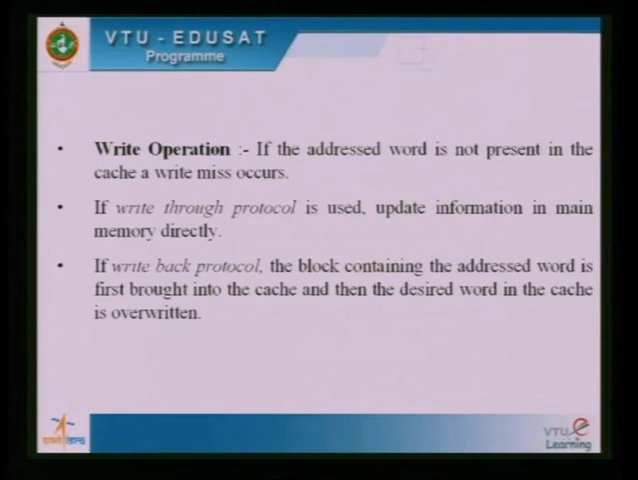 VTU - EDUSAT
Programme
• Write Operation :- If the addressed word is not present in the
cache a write miss occurs.
• If write through protocol is used, update information in main
memory directly.
• If write back protocol, the block containing the addressed word is
first brought into the cache and then the desired word in the cache
is overwritten.
VTU e
Learning